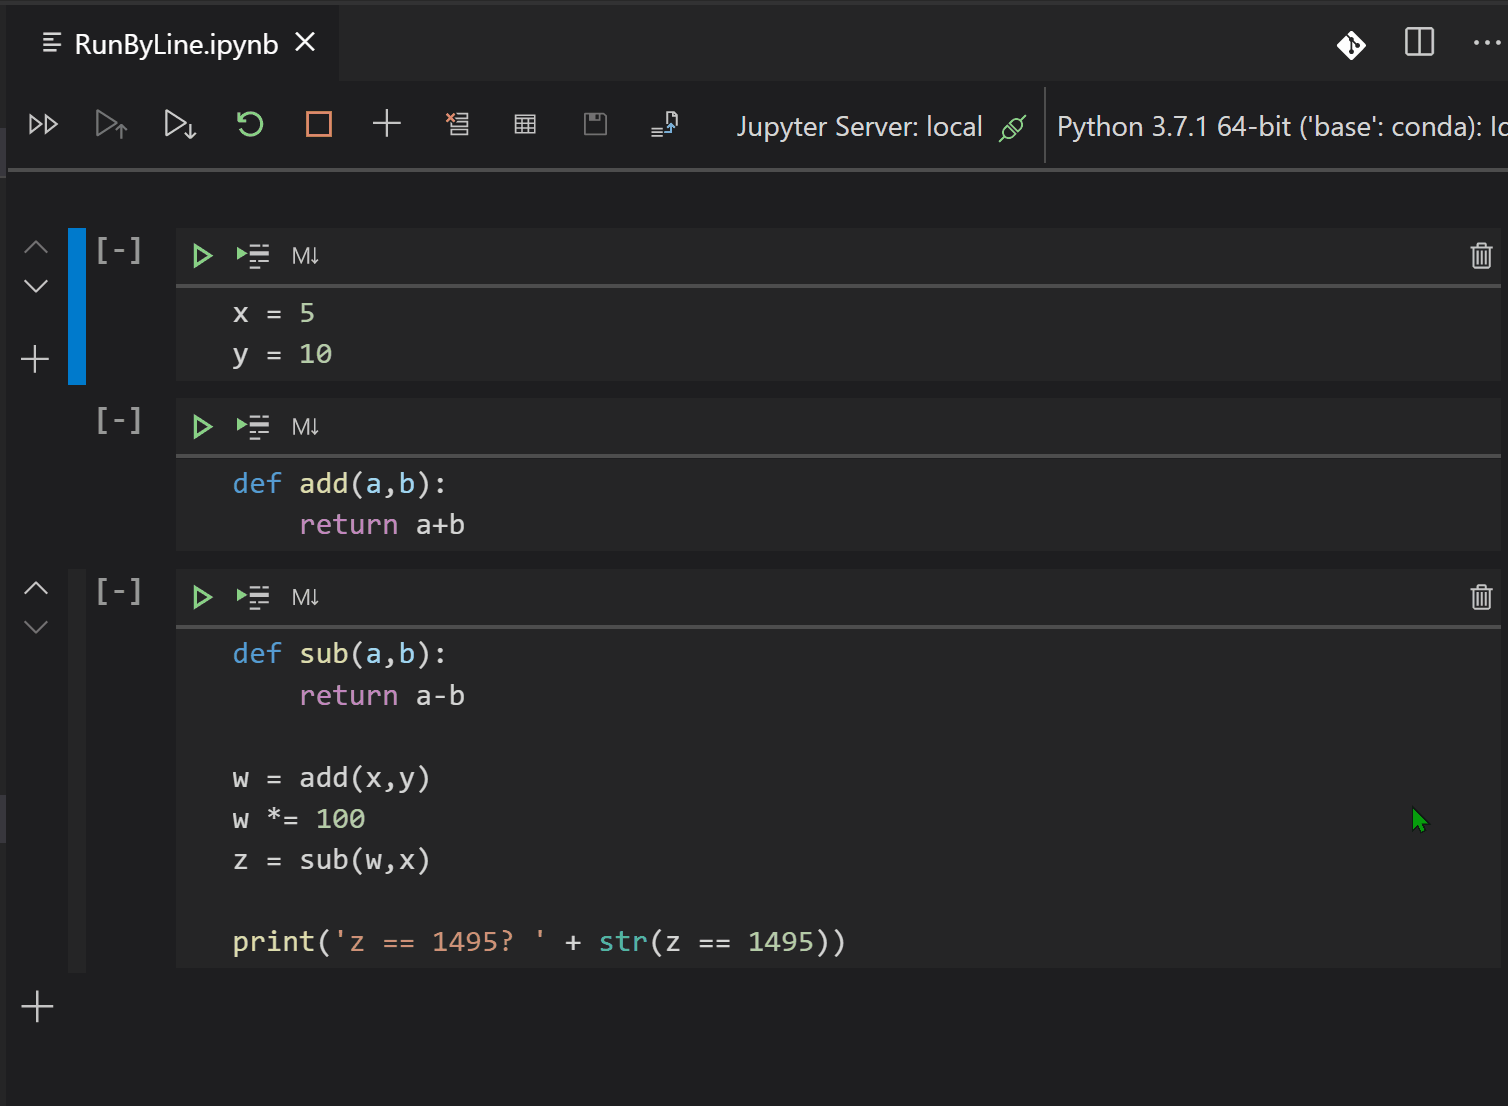 RunByLine.ipynb
Jupyter Server: local
Python 3.7.1 64-bit ('base': conda):
[-]
M↓
x = 5
y = 10
[-]
M↓
def add(a,b):
    return a+b
[-]
M↓
def sub(a,b):
    return a-b
w = add(x,y)
w *= 100
z = sub(w,x)
print('z == 1495? ' + str(z == 1495))